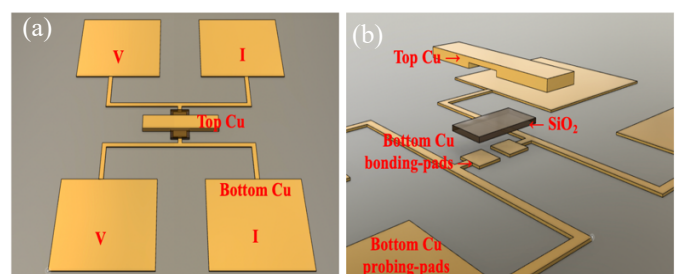 (a)
V
I
Top Cu
Bottom Cu
V
I
(b)
Top Cu →
← SiO₂
Bottom Cu
bonding-pads
Bottom Cu
probing-pads